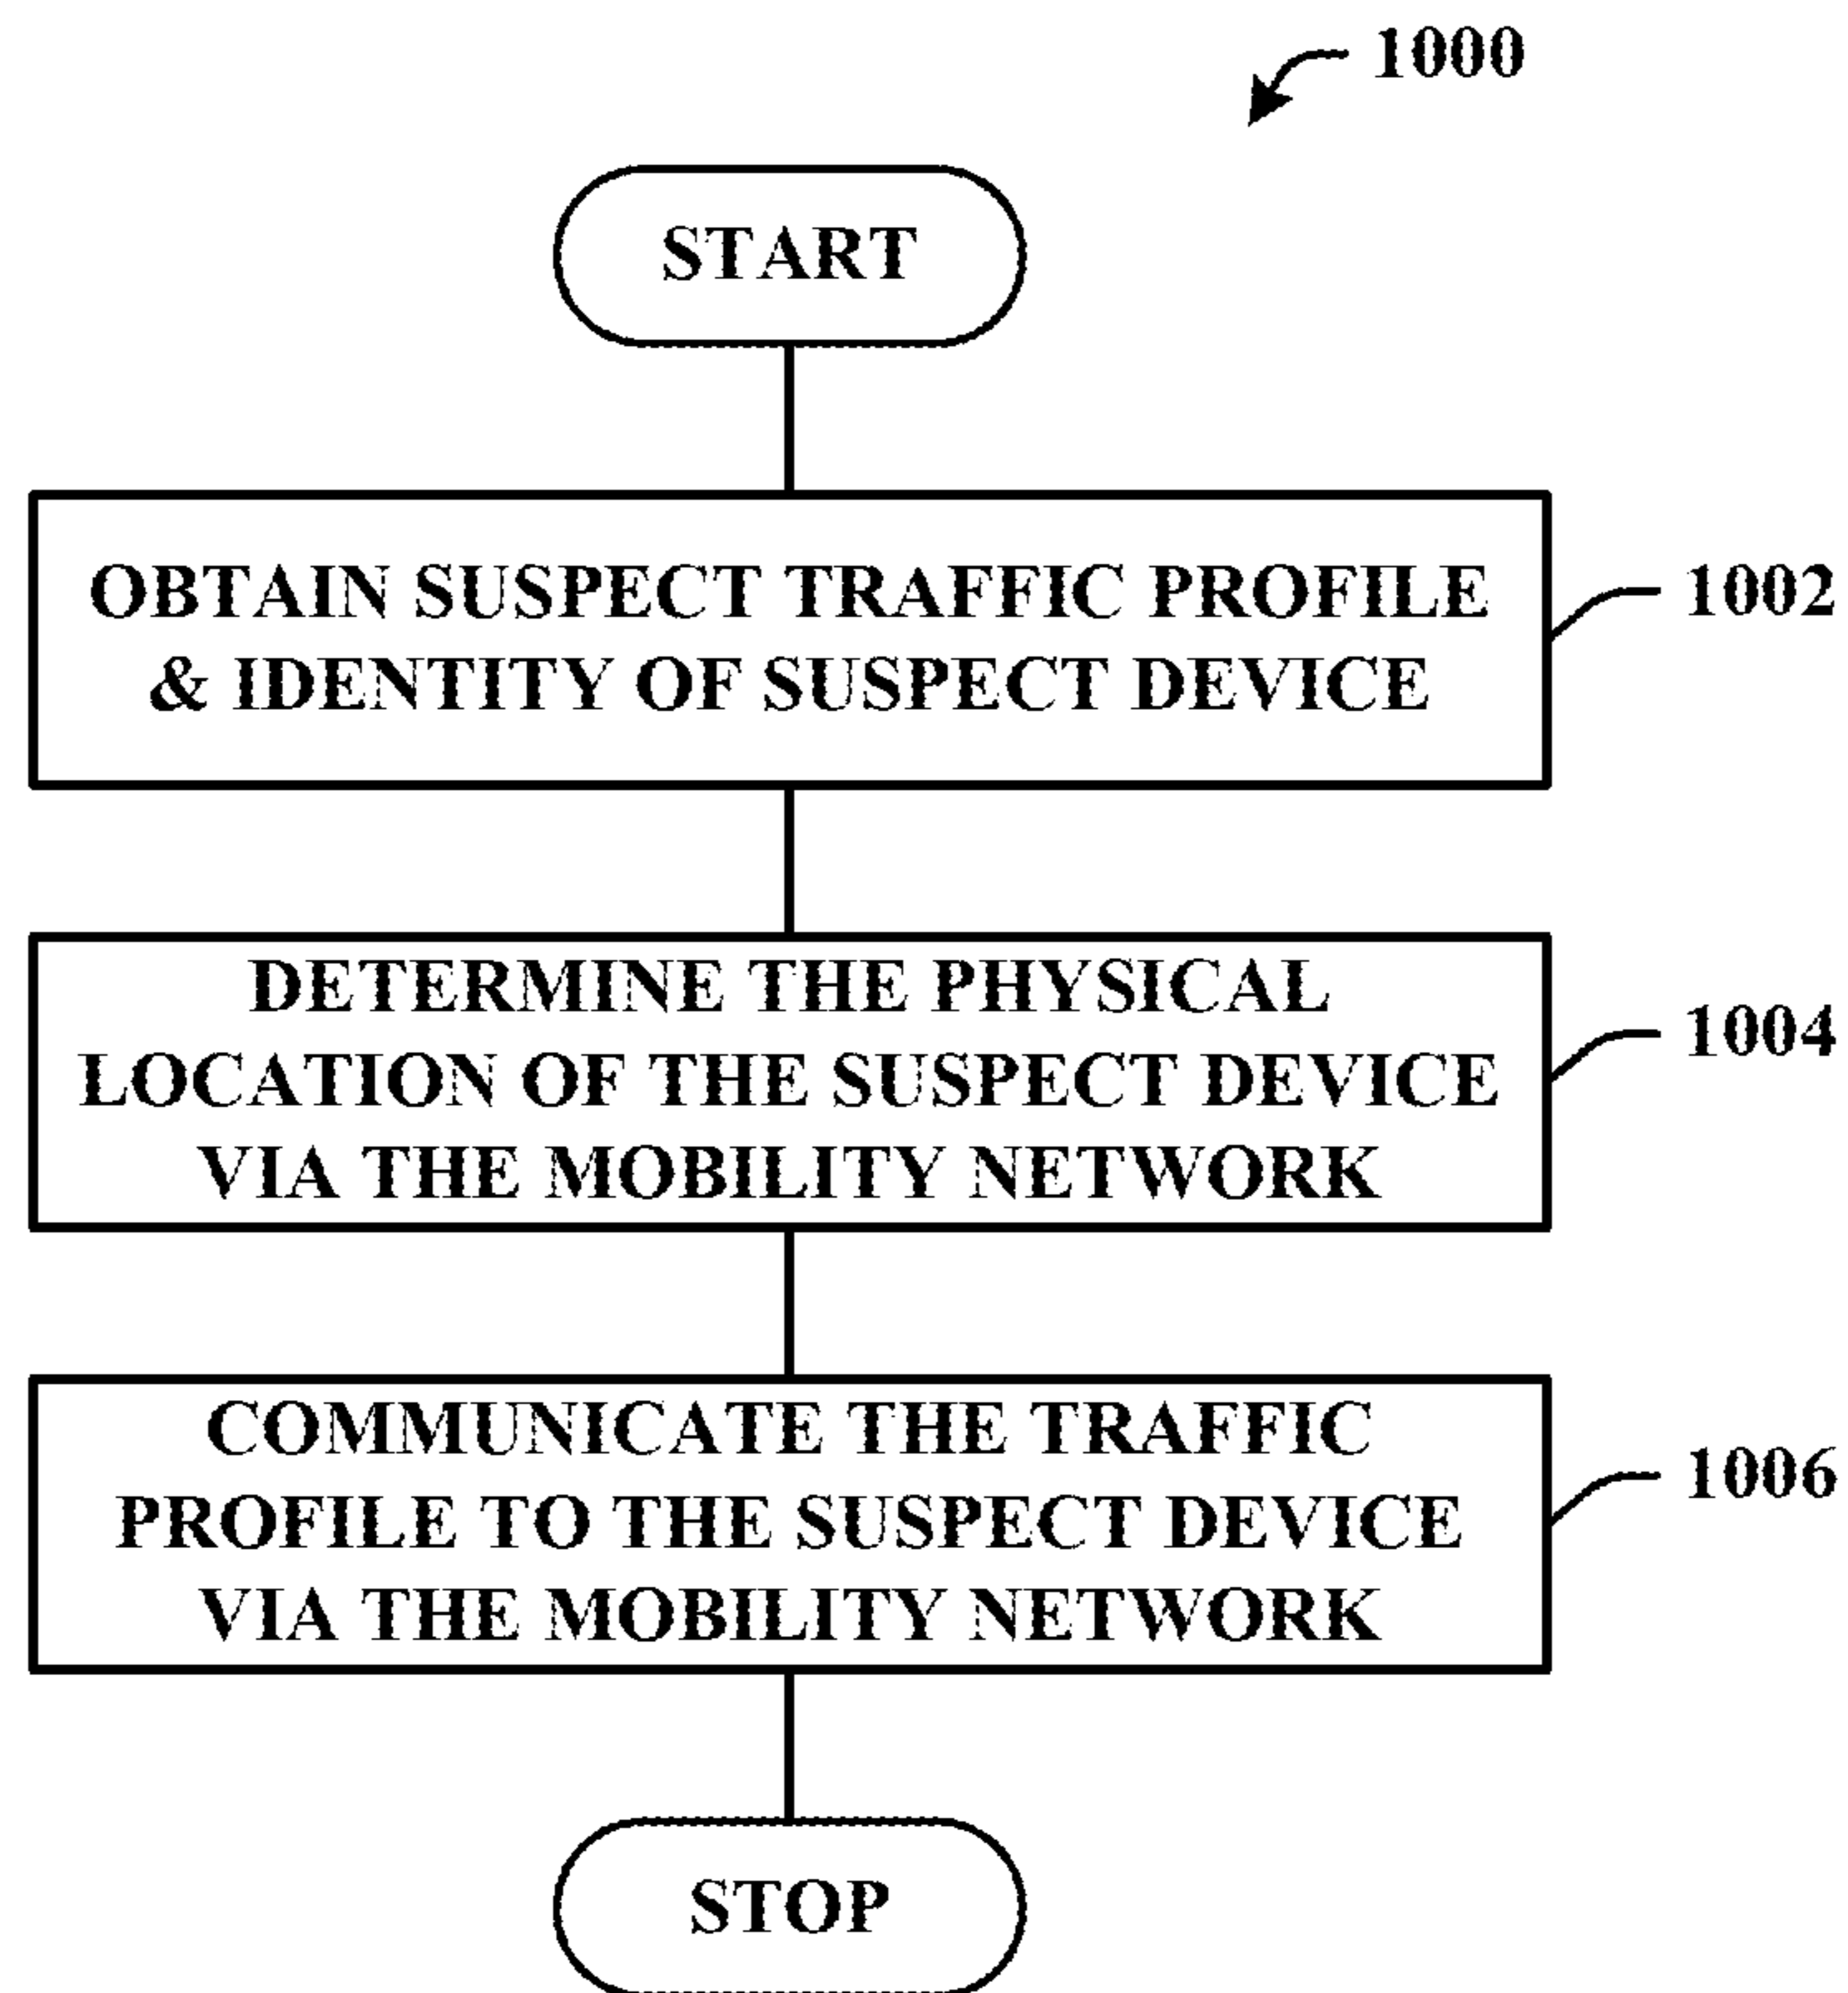 1000
START
OBTAIN SUSPECT TRAFFIC PROFILE
& IDENTITY OF SUSPECT DEVICE
1002
DETERMINE THE PHYSICAL
LOCATION OF THE SUSPECT DEVICE
VIA THE MOBILITY NETWORK
1004
COMMUNICATE THE TRAFFIC
PROFILE TO THE SUSPECT DEVICE
VIA THE MOBILITY NETWORK
1006
STOP